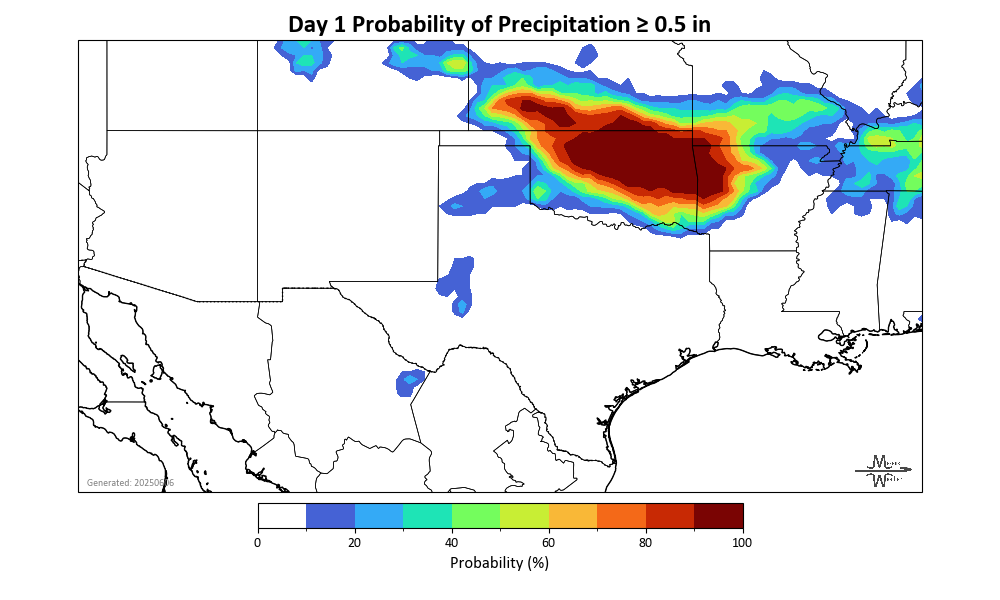 Day 1 Probability of Precipitation ≥ 0.5 in
Generated: 20250606
0 20 40 60 80 100
Probability (%)